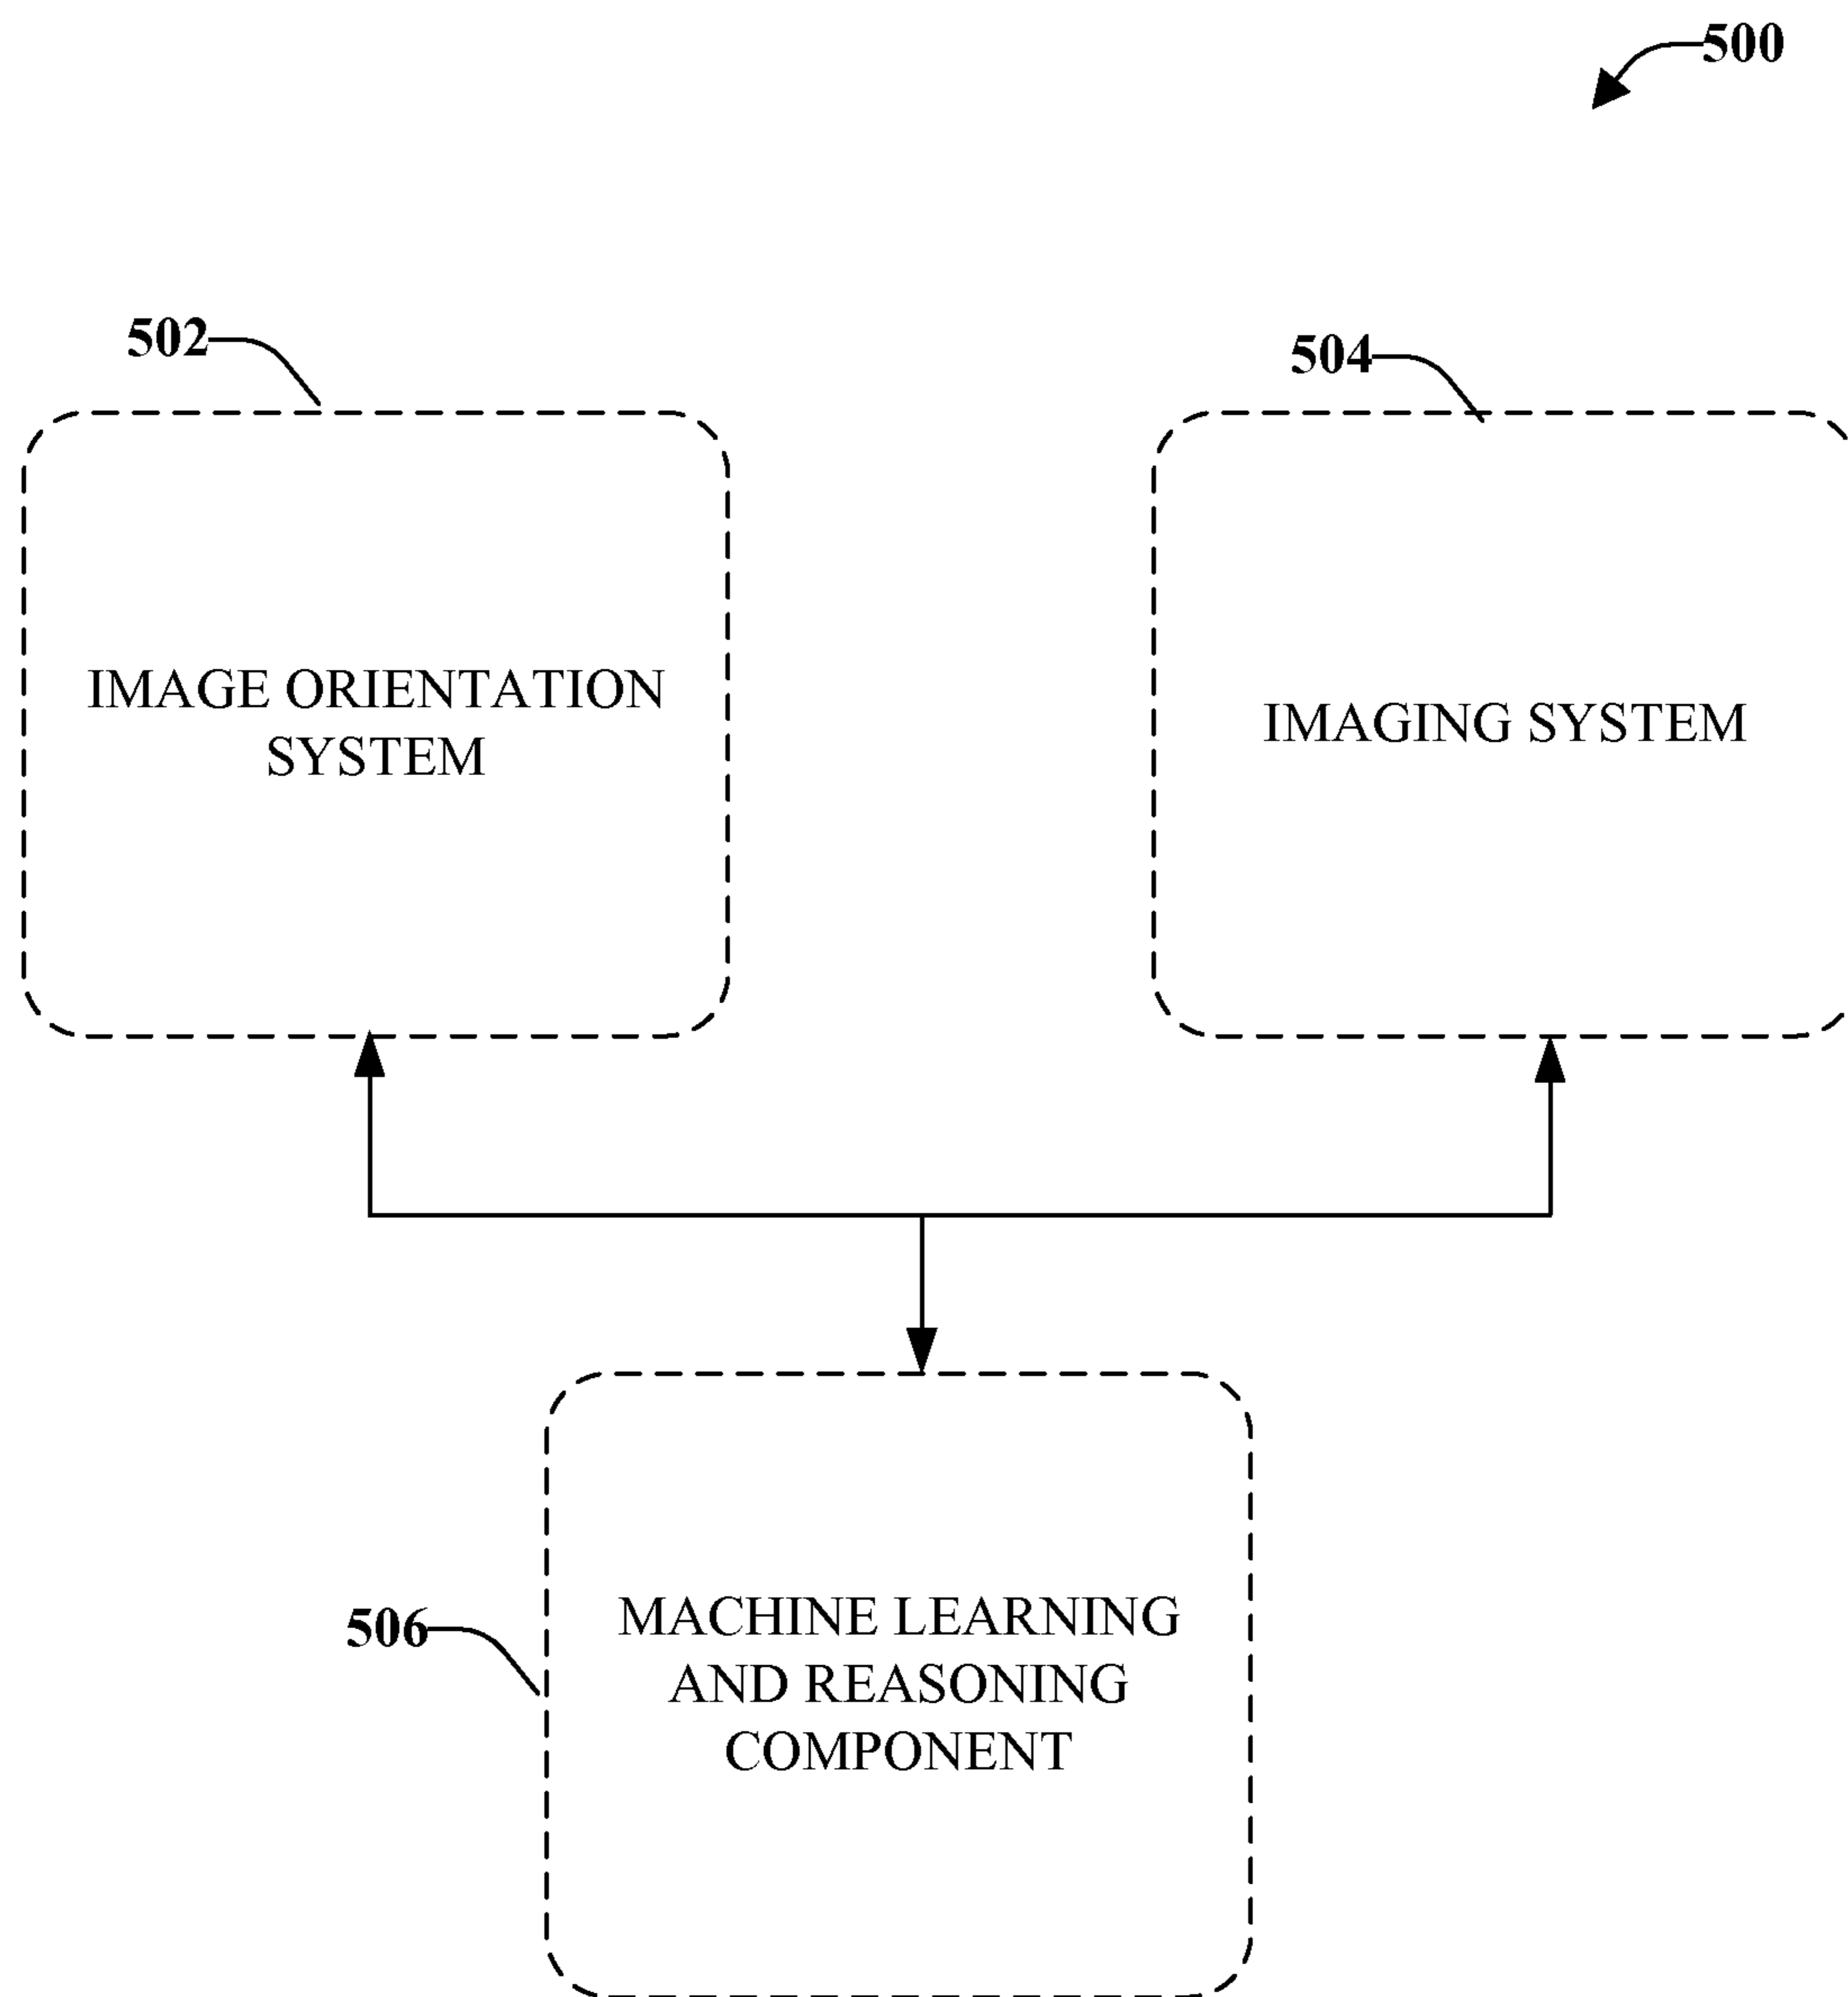 500
502
504
IMAGE ORIENTATION
SYSTEM
IMAGING SYSTEM
506
MACHINE LEARNING
AND REASONING
COMPONENT